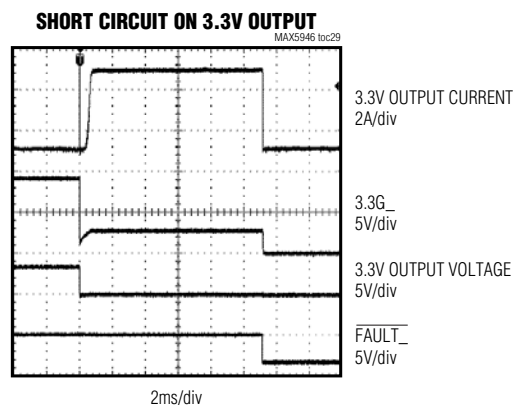 SHORT CIRCUIT ON 3.3V OUTPUT
MAX5946 toc29
3.3V OUTPUT CURRENT
2A/div
3.3G_
5V/div
3.3V OUTPUT VOLTAGE
5V/div
FAULT_
5V/div
2ms/div